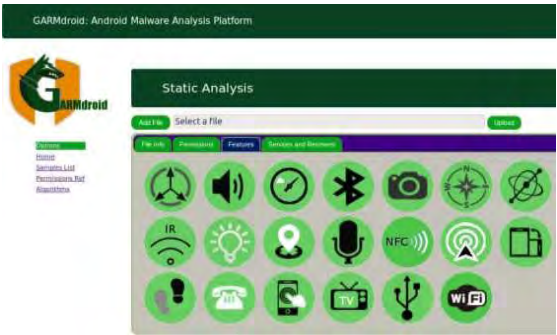 GARMdroid: Android Malware Analysis Platform
GARMdroid
Static Analysis
Add File Select a file Upload
File Info Permissions Features Services and Receivers
Options
Home
Samples List
Permissions Ref
Algorithms
N
W E
S
IR
NFC
TV
WiFi